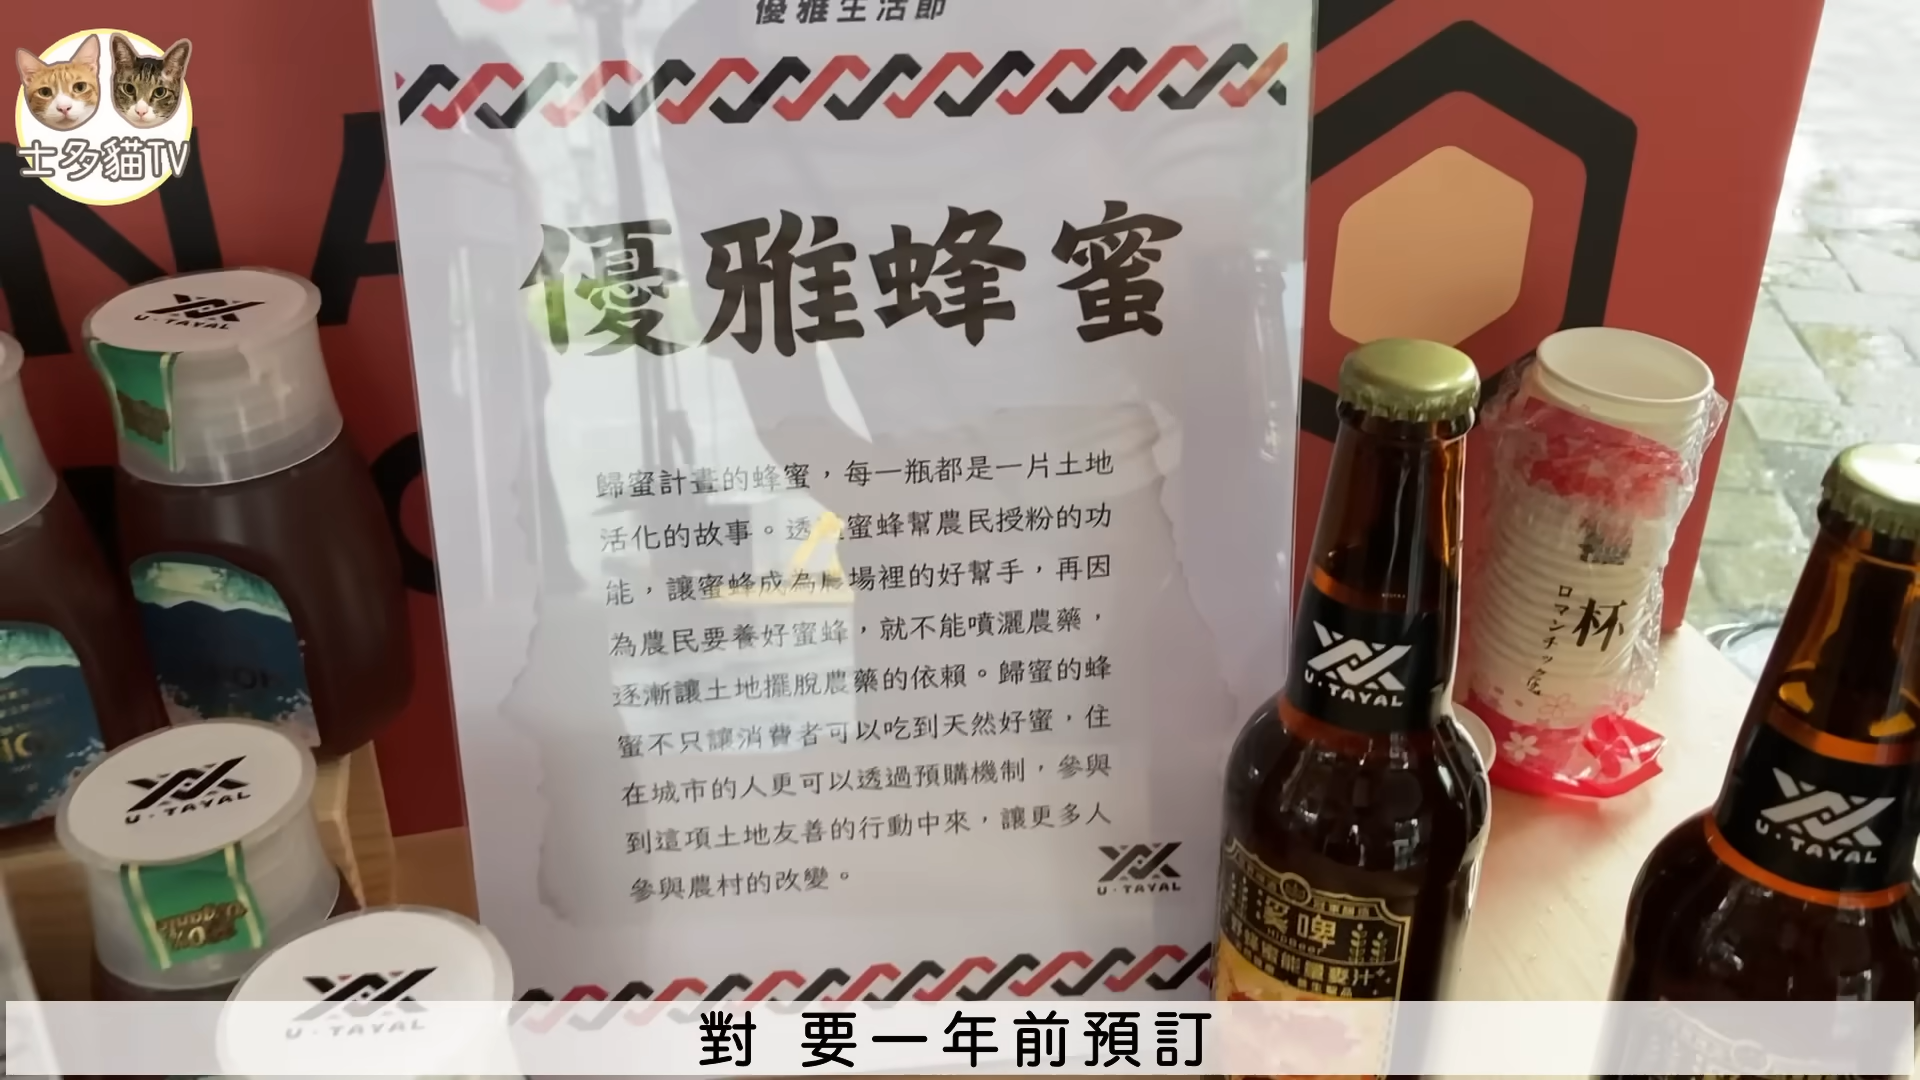 優雅生活節
士多貓TV
優雅蜂蜜
歸蜜計畫的蜂蜜，每一瓶都是一片土地
活化的故事。透 蜜蜂幫農民授粉的功
能，讓蜜蜂成為農場裡的好幫手，再因
為農民要養好蜜蜂，就不能噴灑農藥，
逐漸讓土地擺脫農藥的依賴。歸蜜的蜂
蜜不只讓消費者可以吃到天然好蜜，住
在城市的人更可以透過預購機制，參與
到這項土地友善的行動中來，讓更多人
參與農村的改變。
U·TAYAL
U·TAYAL
U·TAYAL
U·TAYAL
U·TAYAL
U·TAYAL
杯
ロマンチック
啤
對 要一年前預訂